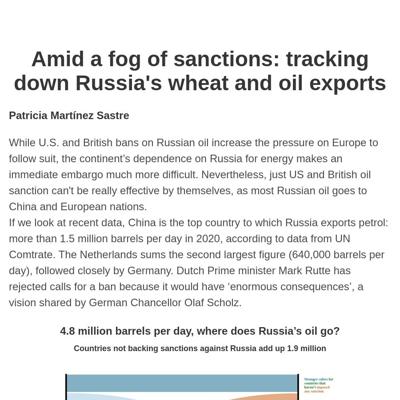 Amid a fog of sanctions: tracking
down Russia's wheat and oil exports
Patricia Martínez Sastre
While U.S. and British bans on Russian oil increase the pressure on Europe to
follow suit, the continent’s dependence on Russia for energy makes an
immediate embargo much more difficult. Nevertheless, just US and British oil
sanction can't be really effective by themselves, as most Russian oil goes to
China and European nations.
If we look at recent data, China is the top country to which Russia exports petrol:
more than 1.5 million barrels per day in 2020, according to data from UN
Comtrate. The Netherlands sums the second largest figure (640,000 barrels per
day), followed closely by Germany. Dutch Prime minister Mark Rutte has
rejected calls for a ban because it would have ‘enormous consequences’, a
vision shared by German Chancellor Olaf Scholz.
4.8 million barrels per day, where does Russia’s oil go?
Countries not backing sanctions against Russia add up 1.9 million